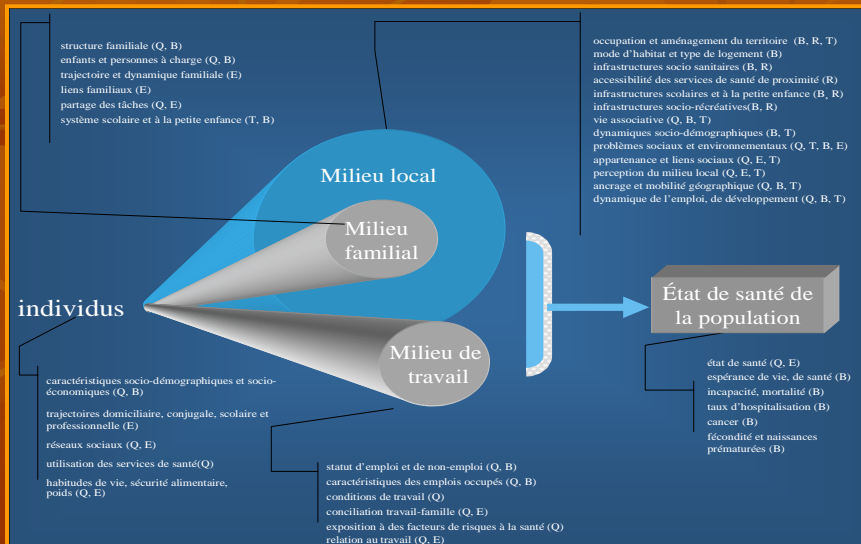 structure familiale (Q, B)
enfants et personnes à charge (Q, B)
trajectoire et dynamique familiale (E)
liens familiaux (E)
partage des tâches (Q, E)
système scolaire et à la petite enfance (T, B)
occupation et aménagement du territoire (B, R, T)
mode d'habitat et type de logement (B)
infrastructures socio sanitaires (B, R)
accessibilité des services de santé de proximité (R)
infrastructures scolaires et à la petite enfance (B, R)
infrastructures socio-récréatives(B, R)
vie associative (Q, B, T)
dynamiques socio-démographiques (B, T)
problèmes sociaux et environnementaux (Q, T, B, E)
appartenance et liens sociaux (Q, E, T)
perception du milieu local (Q, E, T)
ancrage et mobilité géographique (Q, B, T)
dynamique de l'emploi, de développement (Q, B, T)
Milieu local
Milieu
familial
individus
Milieu de
travail
État de santé de
la population
caractéristiques socio-démographiques et socio-
économiques (Q, B)
trajectoires domiciliaire, conjugale, scolaire et
professionnelle (E)
réseaux sociaux (Q, E)
utilisation des services de santé(Q)
habitudes de vie, sécurité alimentaire,
poids (Q, E)
statut d'emploi et de non-emploi (Q, B)
caractéristiques des emplois occupés (Q, B)
conditions de travail (Q)
conciliation travail-famille (Q, E)
exposition à des facteurs de risques à la santé (Q)
relation au travail (Q, E)
état de santé (Q, E)
espérance de vie, de santé (B)
incapacité, mortalité (B)
taux d'hospitalisation (B)
cancer (B)
fécondité et naissances
prématurées (B)